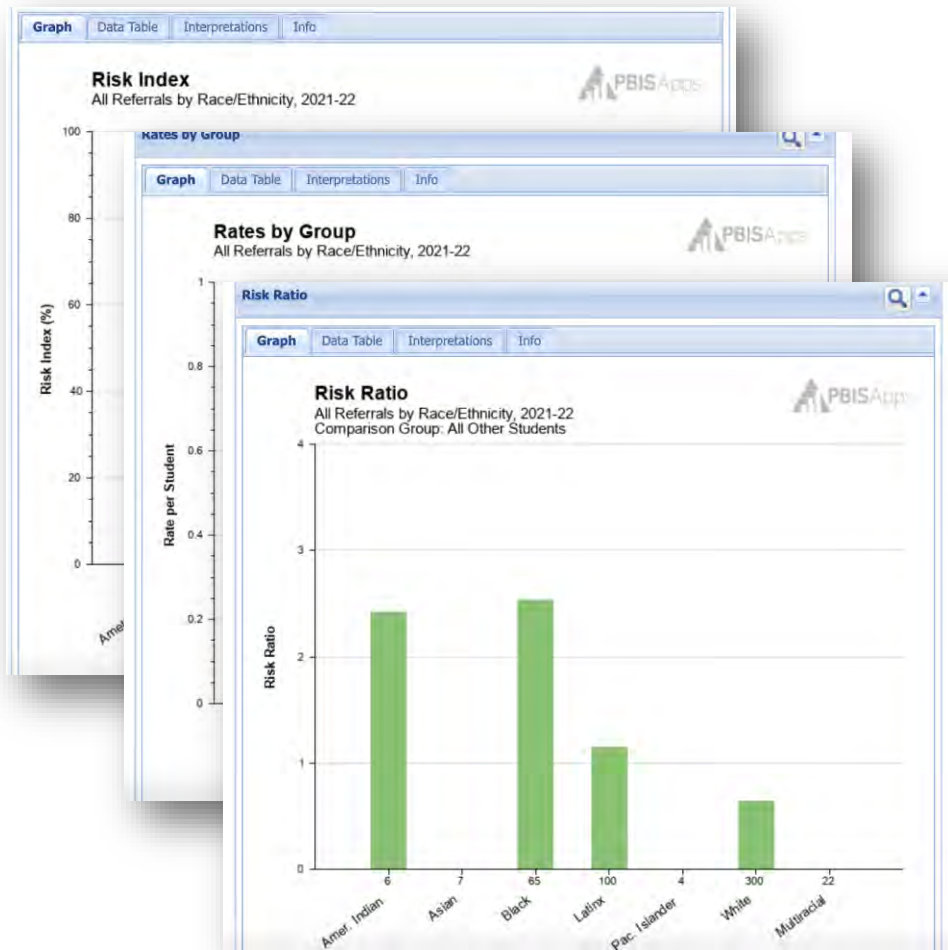 Graph Data Table Interpretations Info
Risk Index
All Referrals by Race/Ethnicity, 2021-22
PBISApps
100
80
60
40
20
0
Risk Index (%)
Rates by Group
Graph Data Table Interpretations Info
Rates by Group
All Referrals by Race/Ethnicity, 2021-22
PBISApps
1
0.8
0.6
0.4
0.2
0
Rate per Student
Risk Ratio
Graph Data Table Interpretations Info
Risk Ratio
All Referrals by Race/Ethnicity, 2021-22
Comparison Group: All Other Students
PBISApps
4
3
2
1
0
Risk Ratio
6 7 65 100 4 300 22
Amer. Indian Asian Black Latinx Pac. Islander White Multiracial